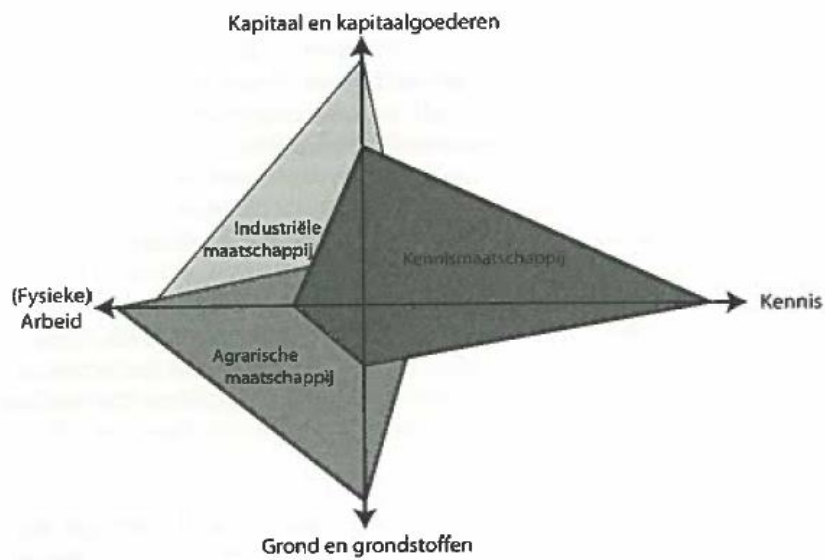 Kapitaal en kapitaalgoederen
Industriële
maatschappij
Kennismaatschappij
(Fysieke)
Arbeid
Kennis
Agrarische
maatschappij
Grond en grondstoffen